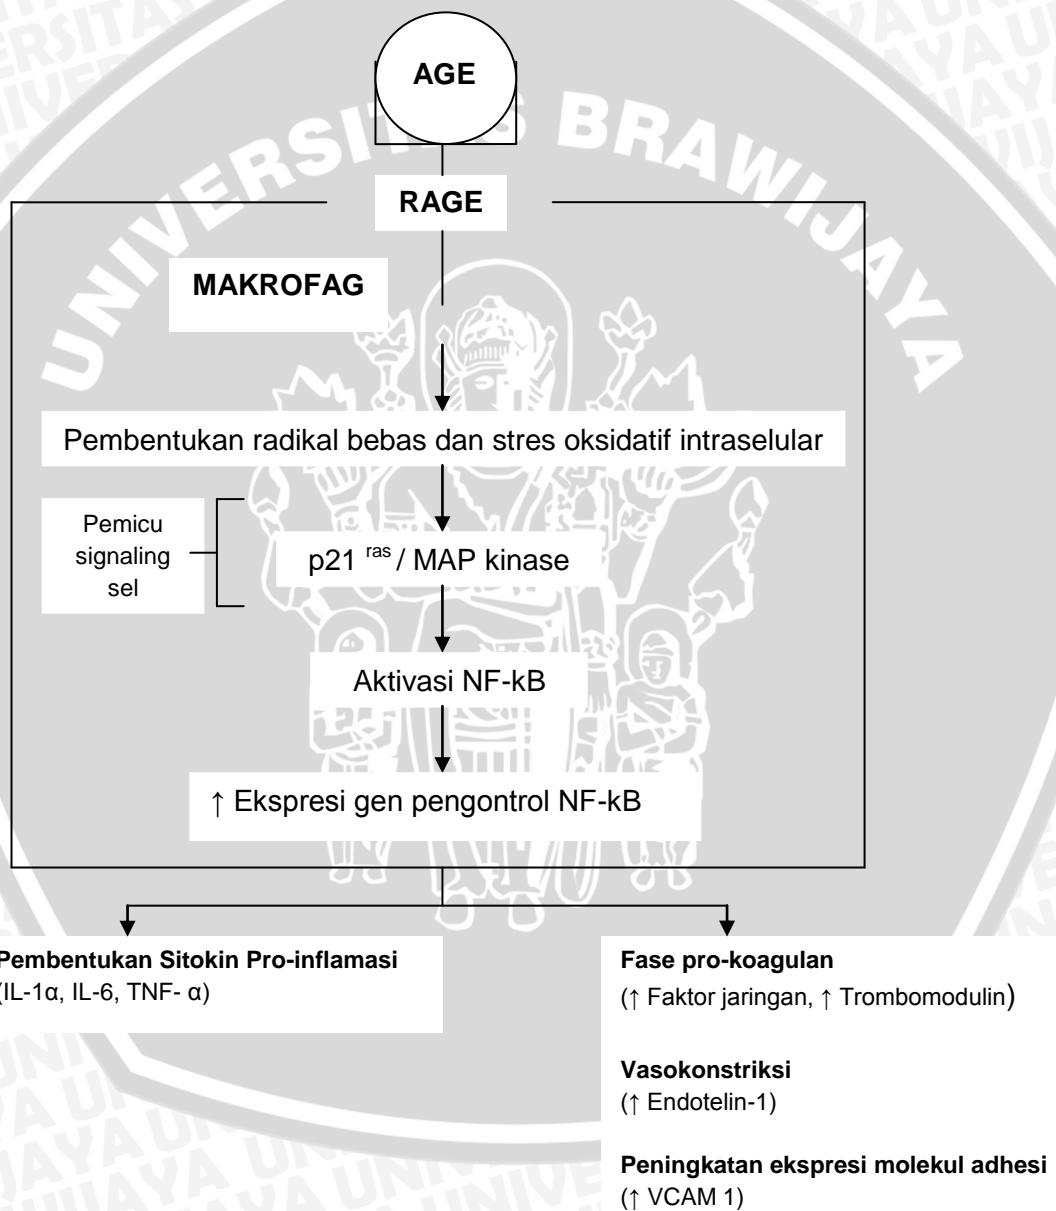 AGE
UNIVERSITAS BRAWIJAYA
RAGE
MAKROFAG
Pembentukan radikal bebas dan stres oksidatif intraselular
Pemicu
signaling
sel
p21 ras / MAP kinase
Aktivasi NF-kB
↑ Ekspresi gen pengontrol NF-kB
Pembentukan Sitokin Pro-inflamasi
(IL-1α, IL-6, TNF- α)
Fase pro-koagulan
(↑ Faktor jaringan, ↑ Trombomodulin)
Vasokonstriksi
(↑ Endotelin-1)
Peningkatan ekspresi molekul adhesi
(↑ VCAM 1)